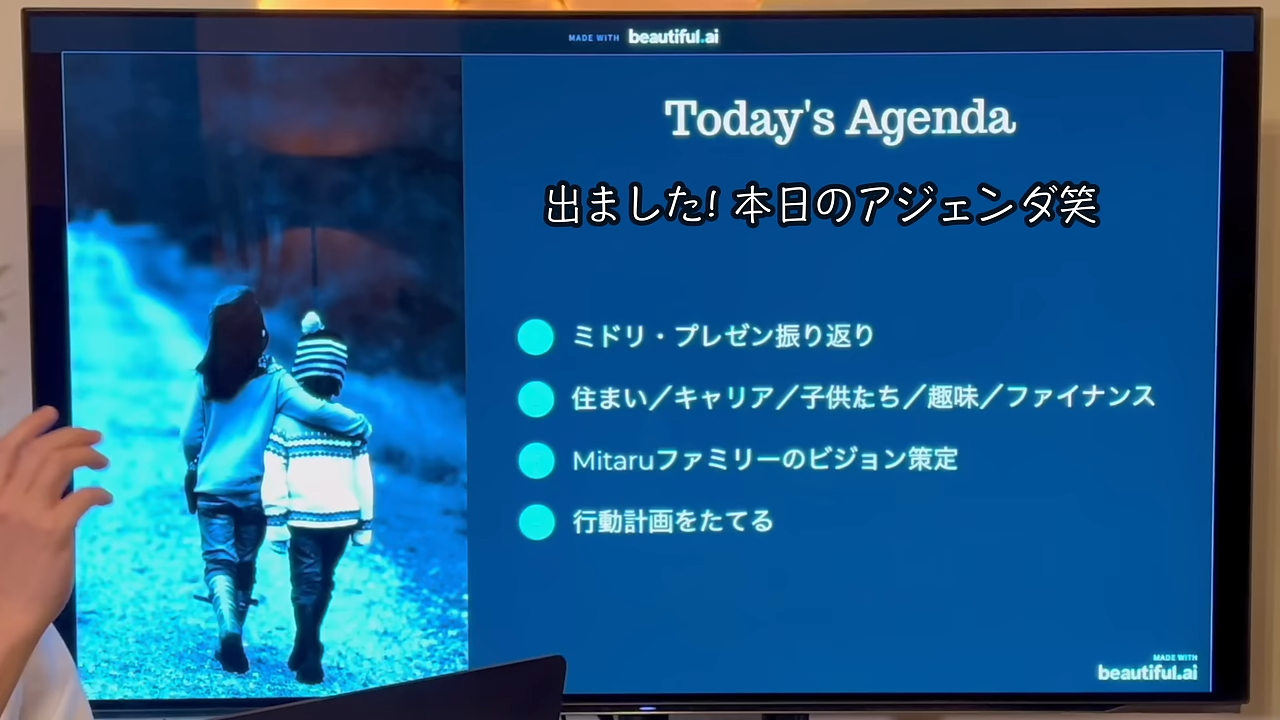 MADE WITH beautiful.ai
Today's Agenda
出ました! 本日のアジェンダ笑
ミドリ・プレゼン振り返り
住まい／キャリア／子供たち／趣味／ファイナンス
Mitaruファミリーのビジョン策定
行動計画をたてる
MADE WITH
beautiful.ai